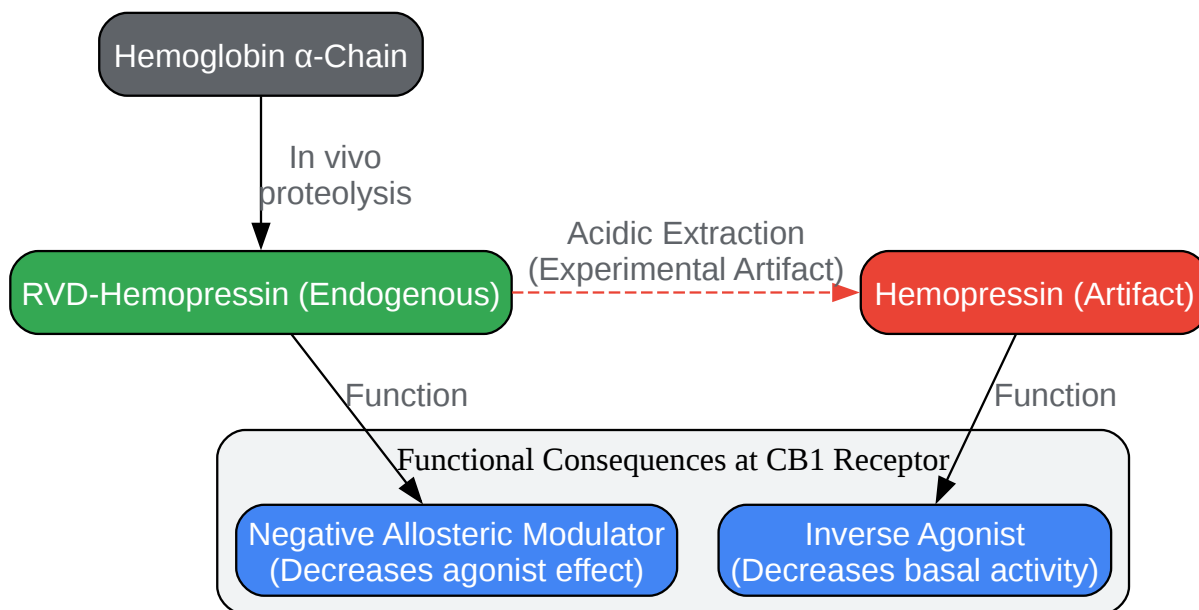 Hemoglobin α-Chain
In vivo
proteolysis
Acidic Extraction
(Experimental Artifact)
RVD-Hemopressin (Endogenous)
Hemopressin (Artifact)
Function
Function
Functional Consequences at CB1 Receptor
Negative Allosteric Modulator
(Decreases agonist effect)
Inverse Agonist
(Decreases basal activity)